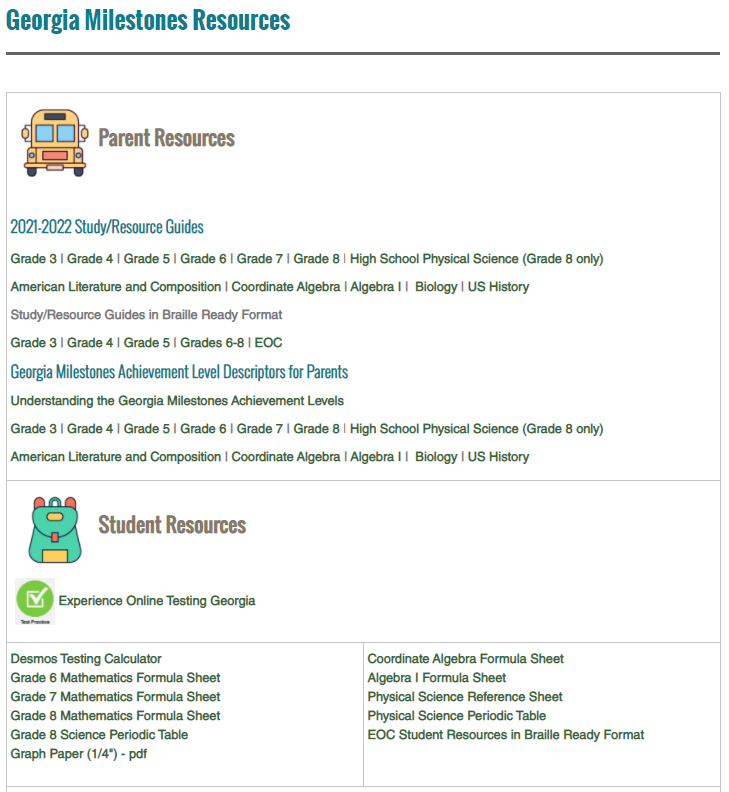 Georgia Milestones Resources
Parent Resources
2021-2022 Study/Resource Guides
Grade 3 | Grade 4 | Grade 5 | Grade 6 | Grade 7 | Grade 8 | High School Physical Science (Grade 8 only)
American Literature and Composition | Coordinate Algebra | Algebra I | Biology | US History
Study/Resource Guides in Braille Ready Format
Grade 3 | Grade 4 | Grade 5 | Grades 6-8 | EOC
Georgia Milestones Achievement Level Descriptors for Parents
Understanding the Georgia Milestones Achievement Levels
Grade 3 | Grade 4 | Grade 5 | Grade 6 | Grade 7 | Grade 8 | High School Physical Science (Grade 8 only)
American Literature and Composition | Coordinate Algebra | Algebra I | Biology | US History
Student Resources
Test Practice
Experience Online Testing Georgia
Desmos Testing Calculator
Grade 6 Mathematics Formula Sheet
Grade 7 Mathematics Formula Sheet
Grade 8 Mathematics Formula Sheet
Grade 8 Science Periodic Table
Graph Paper (1/4") - pdf
Coordinate Algebra Formula Sheet
Algebra I Formula Sheet
Physical Science Reference Sheet
Physical Science Periodic Table
EOC Student Resources in Braille Ready Format